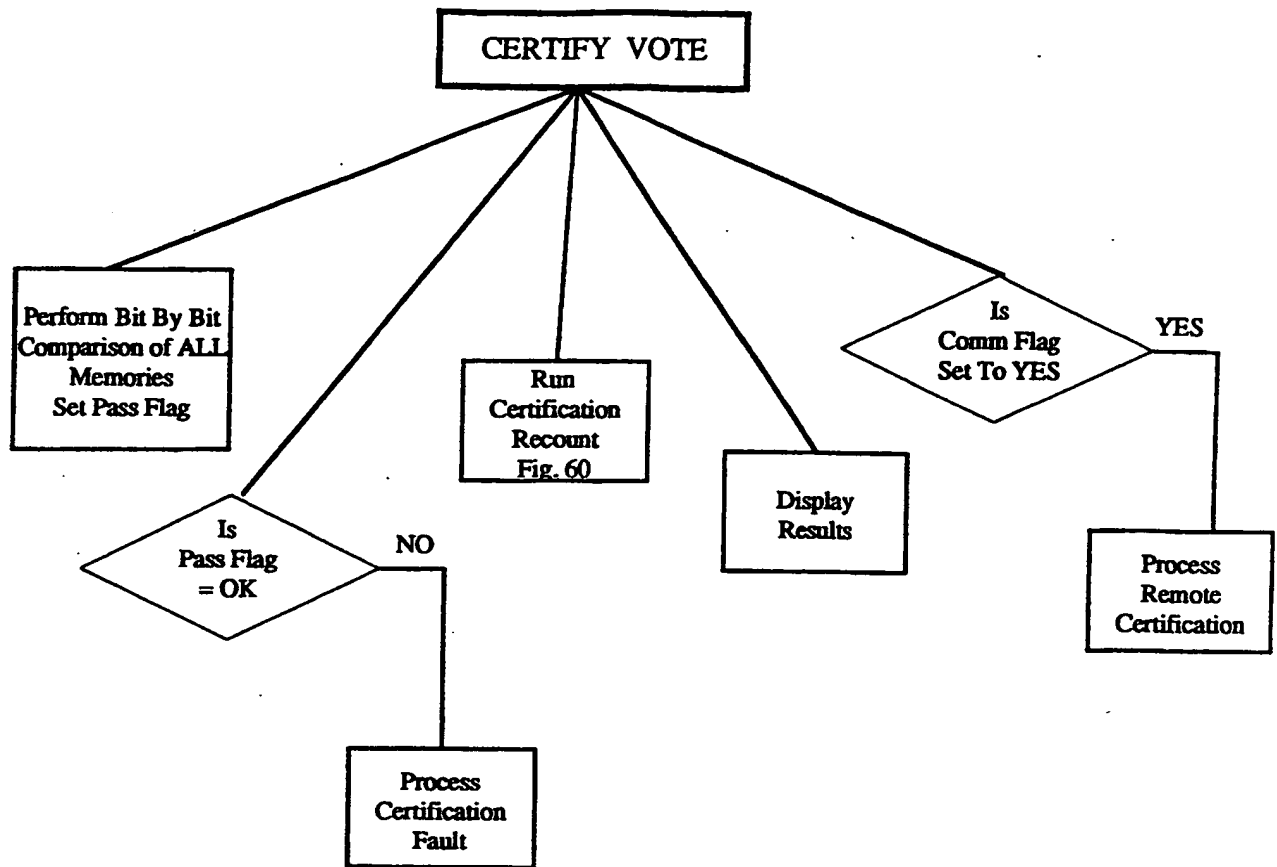 CERTIFY VOTE
Perform Bit By Bit
Comparison of ALL
Memories
Set Pass Flag
Is
Pass Flag
= OK
NO
Process
Certification
Fault
Run
Certification
Recount
Fig. 60
Display
Results
Is
Comm Flag
Set To YES
YES
Process
Remote
Certification